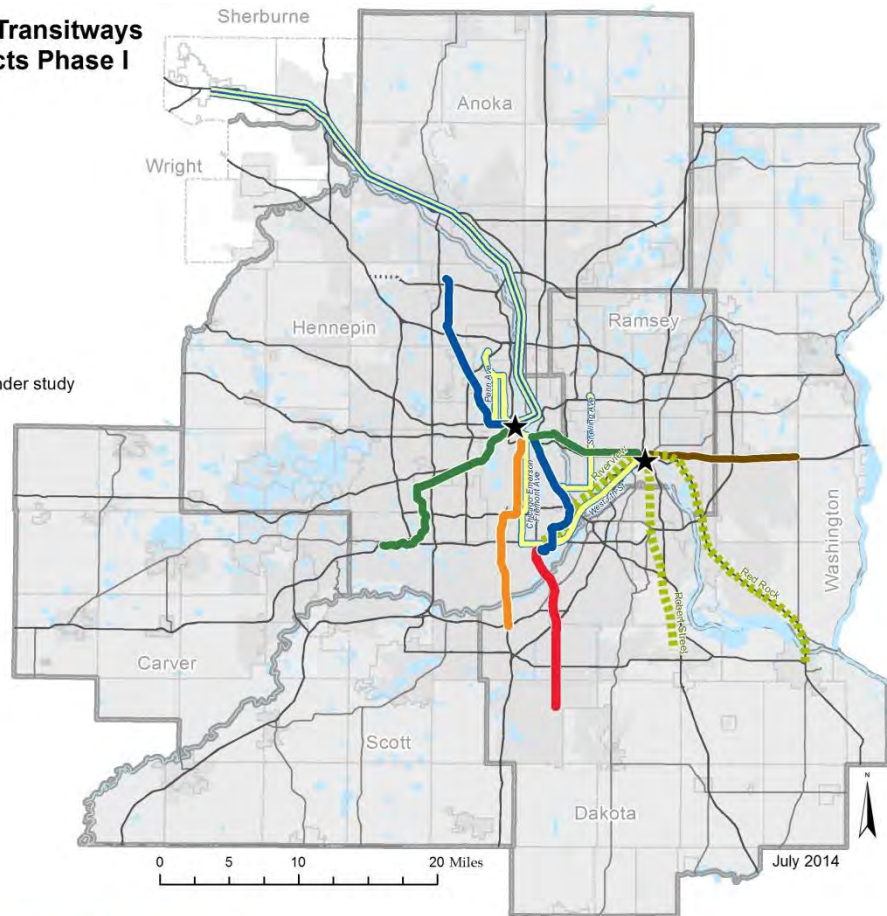 Transitways
cts Phase I
nder study
Sherburne
Anoka
Wright
Hennepin
Ramsey
Penn Ave
Snelling Ave
Riverview
West 7th St
Chicago Emerson
Fremont Ave
Washington
Red Rock
Robert Street
Carver
Scott
Dakota
N
0 5 10 20 Miles
July 2014